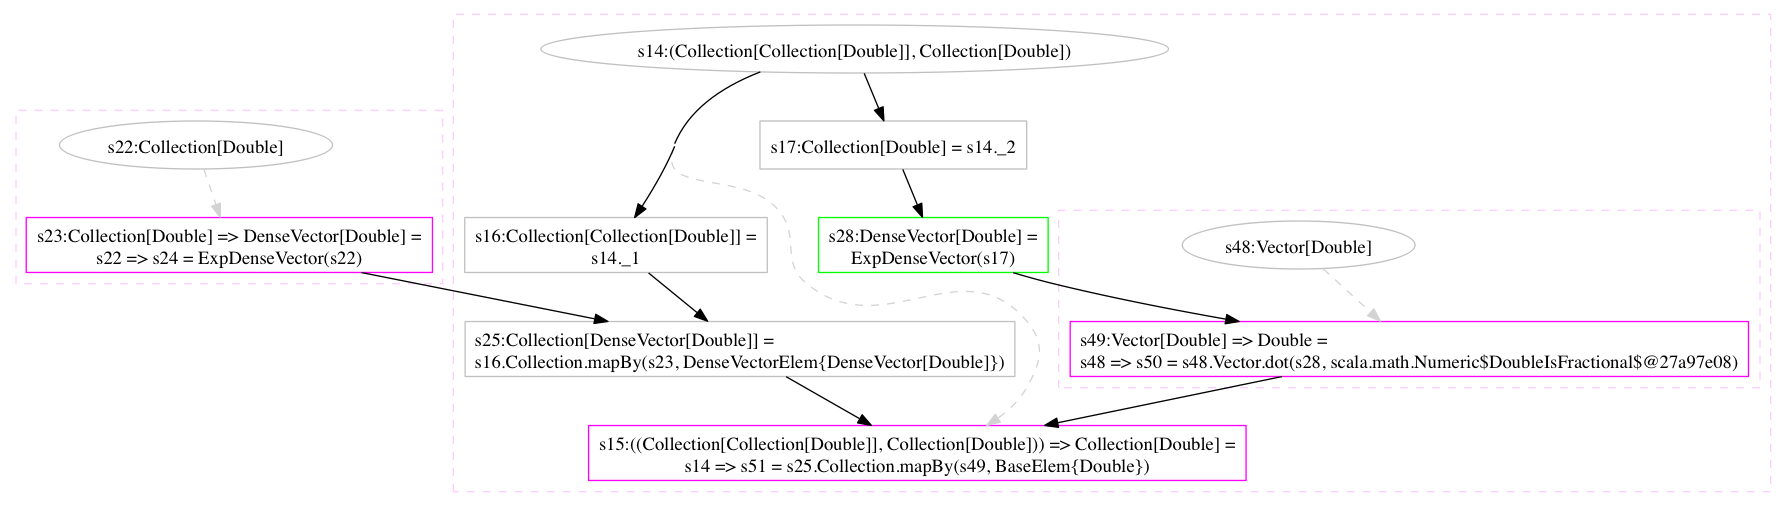 s14:(Collection[Collection[Double]], Collection[Double])
s22:Collection[Double]
s17:Collection[Double] = s14._2
s23:Collection[Double] => DenseVector[Double] =
s22 => s24 = ExpDenseVector(s22)
s16:Collection[Collection[Double]] =
s14._1
s28:DenseVector[Double] =
ExpDenseVector(s17)
s48:Vector[Double]
s25:Collection[DenseVector[Double]] =
s16.Collection.mapBy(s23, DenseVectorElem{DenseVector[Double]})
s49:Vector[Double] => Double =
s48 => s50 = s48.Vector.dot(s28, scala.math.Numeric$DoubleIsFractional$@27a97e08)
s15:((Collection[Collection[Double]], Collection[Double])) => Collection[Double] =
s14 => s51 = s25.Collection.mapBy(s49, BaseElem{Double})